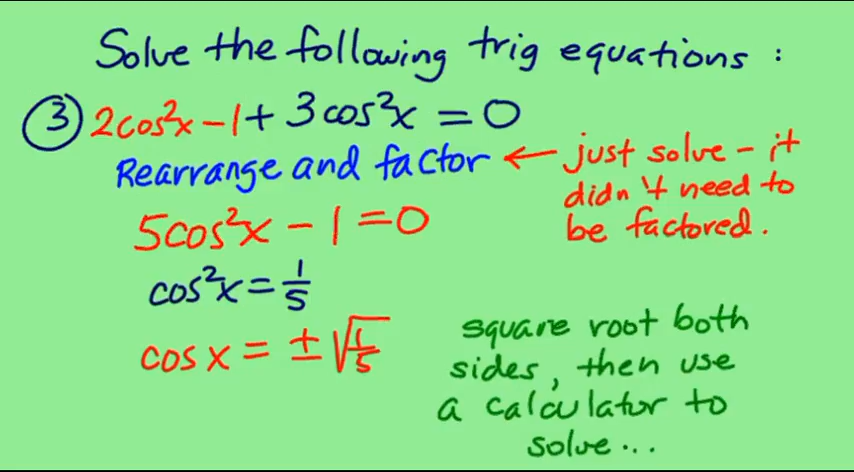 Solve the following trig equations :
③ 2cos²x - 1 + 3cos²x = 0
Rearrange and factor ← just solve - it
didn't need to
be factored.
5cos²x - 1 = 0
cos²x = 1/5
cos x = ± √(1/5)
square root both
sides, then use
a calculator to
solve...